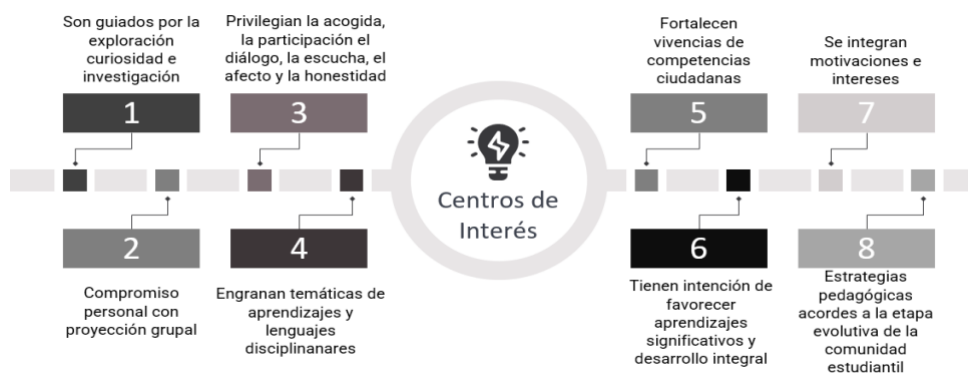 Son guiados por la
exploración
curiosidad e
investigación
1
2
Compromiso
personal con
proyección grupal
Privilegian la acogida,
la participación el
diálogo, la escucha, el
afecto y la honestidad
3
4
Engranan temáticas de
aprendizajes y
lenguajes
disciplinanares
Centros de
Interés
Fortalecen
vivencias de
competencias
ciudadanas
5
6
Tienen intención de
favorecer
aprendizajes
significativos y
desarrollo integral
Se integran
motivaciones e
intereses
7
8
Estrategias
pedagógicas
acordes a la etapa
evolutiva de la
comunidad
estudiantil